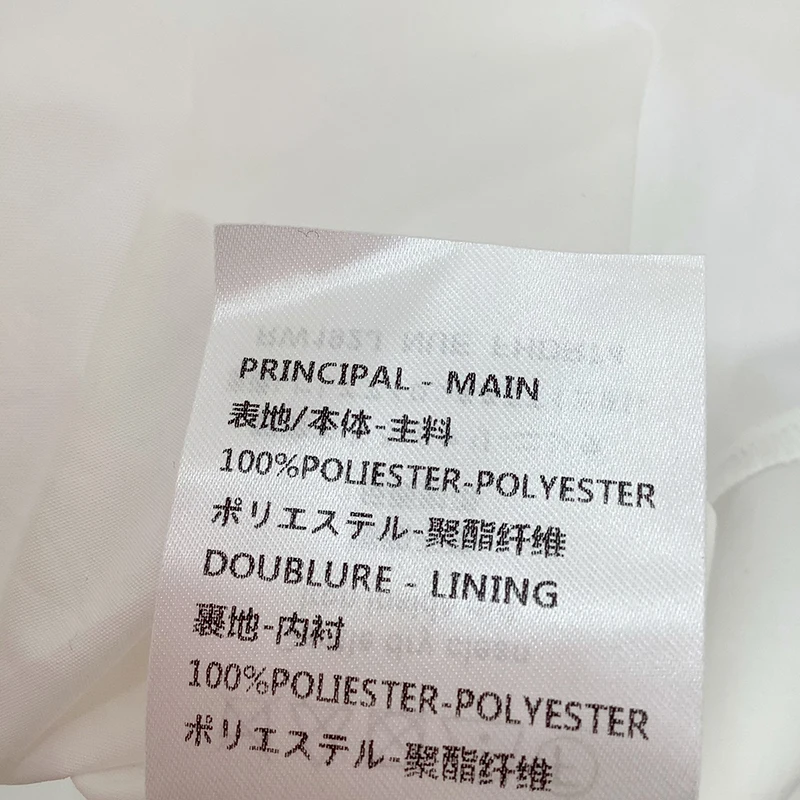 PRINCIPAL - MAIN
表地/本体-主料
100%POLIESTER-POLYESTER
ポリエステル-聚酯纤维
DOUBLURE - LINING
裏地-内衬
100%POLIESTER-POLYESTER
ポリエステル-聚酯纤维